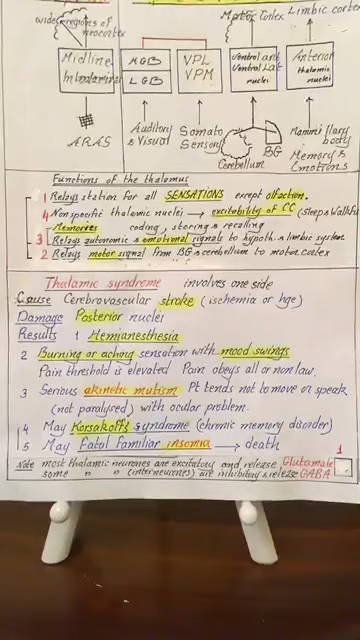 wide regions of
neocortex
Motor Cortex
Limbic cortex
Midline
Intralaminar
MGB
LGB
VPL
VPM
Ventral ant
Ventral Lat
nuclei
Anterior
thalamic
nuclei
ARAS
Auditory
& Visual
Somato
Sensory
Cerebellum
BG
Mammillary
body
Memory &
Emotions
Functions of the thalamus
1 Relays station for all SENSATIONS except olfaction.
4 Nonspecific thalamic nuclei → excitability of CC (sleep &
Memories coding, storing & recalling
3 Relays autonomic & emotional signals to hypoth. & limbic system
2 Relays motor signal from BG & cerebellum to motor cortex
Thalamic syndrome involves one side
Cause Cerebrovascular stroke (ischemia or hge)
Damage Posterior nuclei
Results 1 Hemianesthesia
2 Burning or aching sensation with mood swings
Pain threshold is elevated Pain obeys all or non law.
3 Serious akinetic mutism Pt tends not to move or speak
(not paralysed) with ocular problem.
4 May Korsakoff's syndrome (chronic memory disorder)
5 May fatal familiar insomia → death
1
Note most thalamic neurones are excitatory and release Glutamate
some " " (interneurones) are inhibitory & release GABA